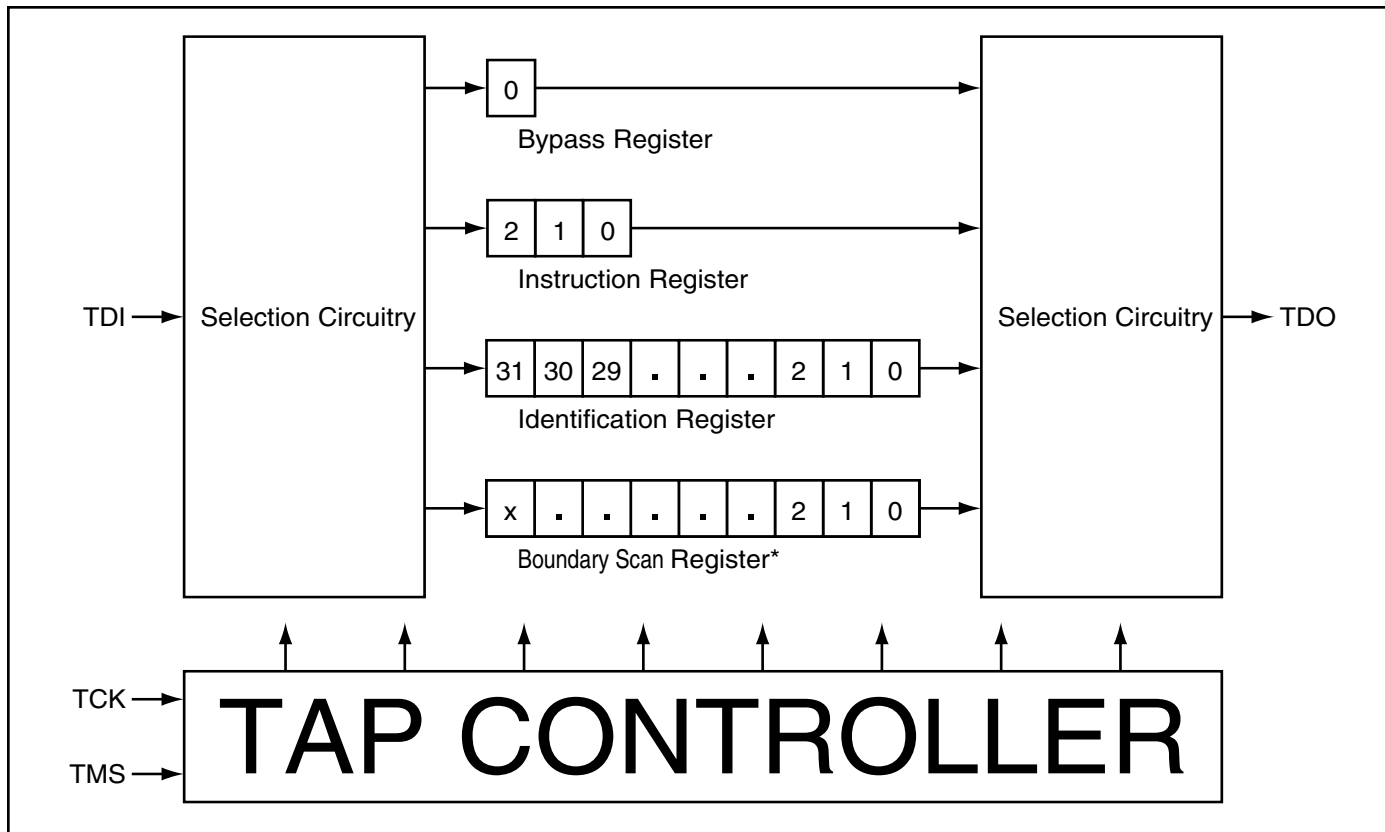 0
Bypass Register
2 1 0
Instruction Register
TDI Selection Circuitry Selection Circuitry TDO
31 30 29 . . . 2 1 0
Identification Register
x . . . . . 2 1 0
Boundary Scan Register*
TCK
TAP CONTROLLER
TMS